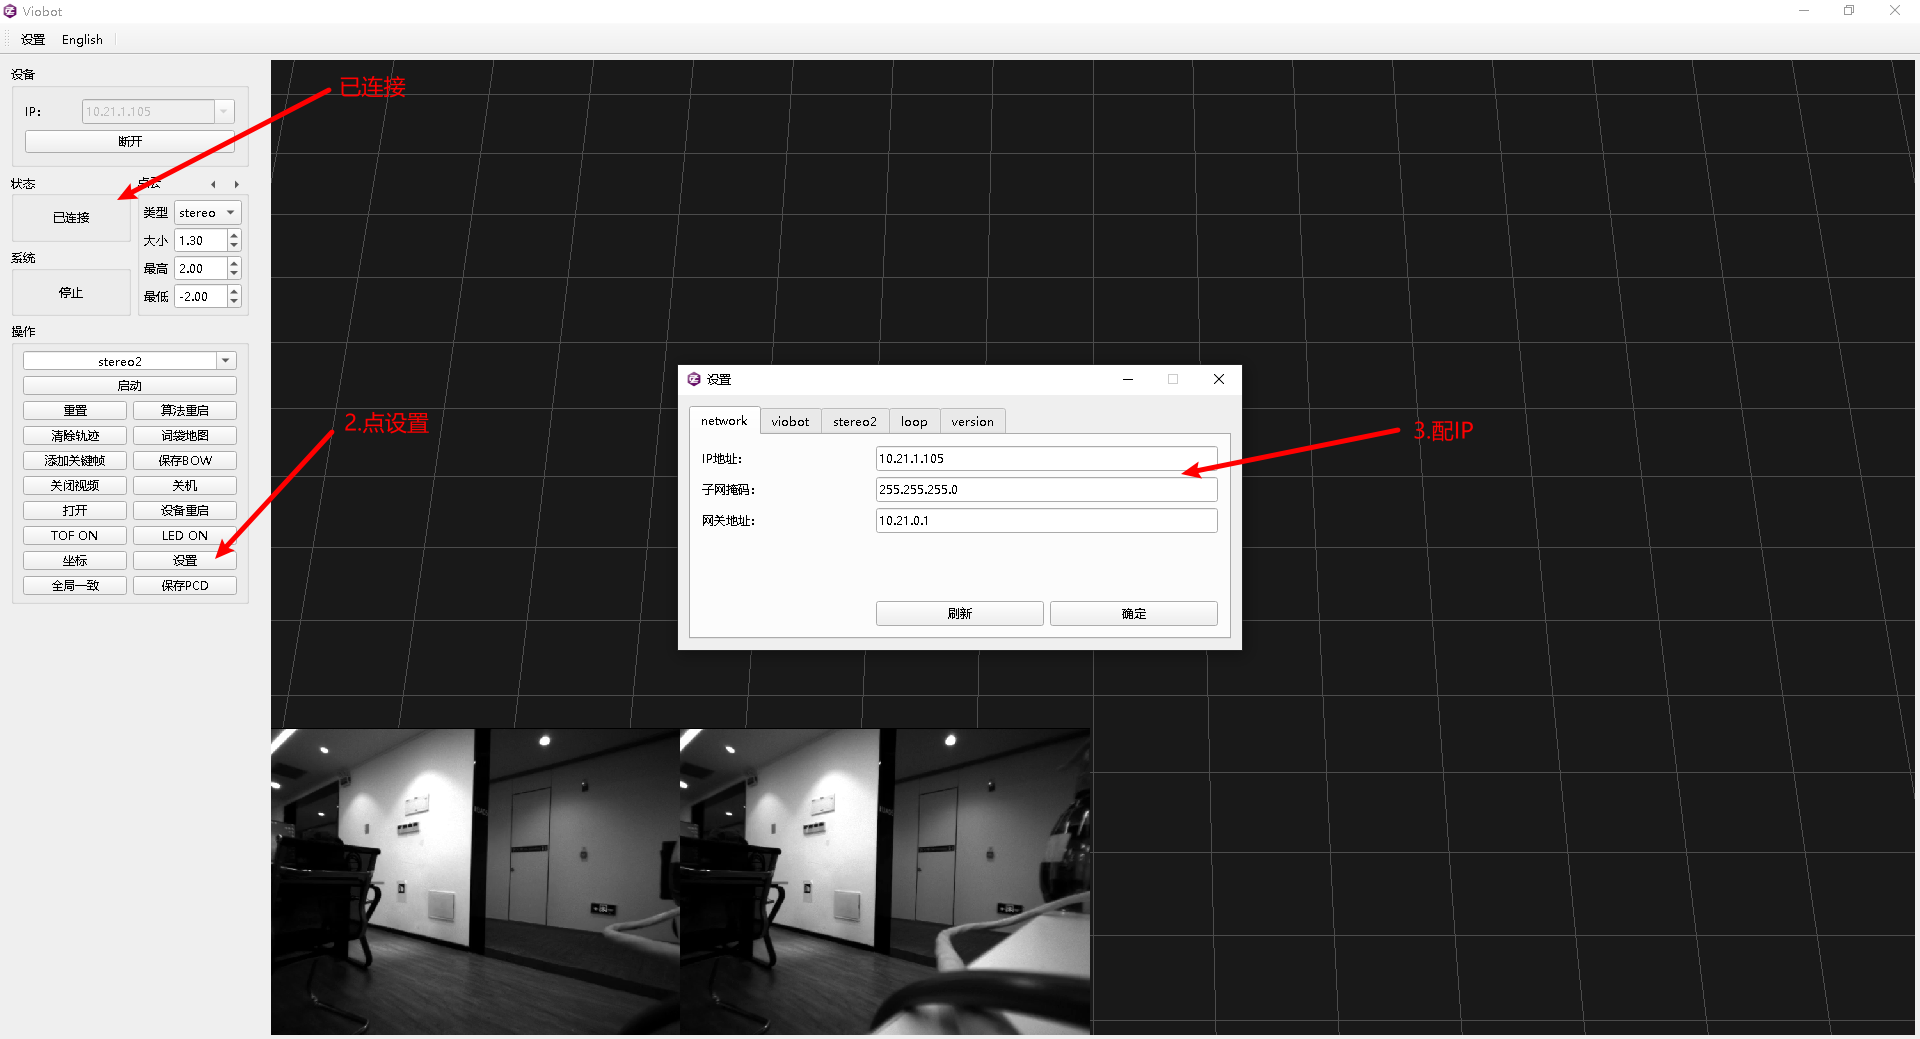 Viobot
设置 English
设备
已连接
IP: 10.21.1.105
断开
状态 点云
已连接
类型 stereo
大小 1.30
最高 2.00
最低 -2.00
系统
停止
操作
stereo2
启动
重置 算法重启
清除轨迹 词袋地图
添加关键帧 保存BOW
关闭视频 关机
打开 设备重启
TOF ON LED ON
坐标 设置
全局一致 保存PCD
2.点设置
设置
network viobot stereo2 loop version
IP地址: 10.21.1.105
子网掩码: 255.255.255.0
网关地址: 10.21.0.1
刷新 确定
3.配IP